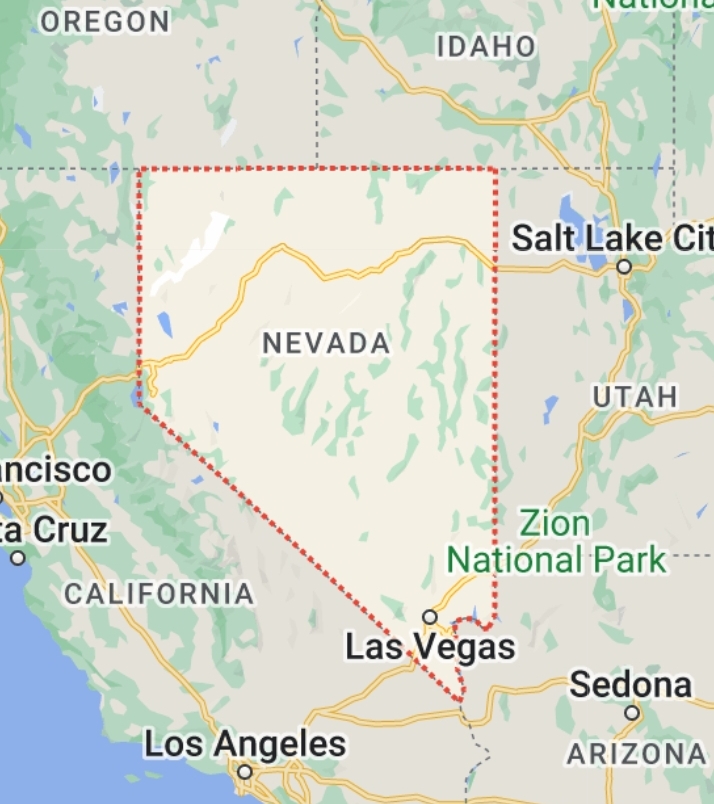 Nationa
OREGON
IDAHO
Salt Lake Cit
NEVADA
UTAH
ancisco
ta Cruz
Zion
National Park
CALIFORNIA
Las Vegas
Sedona
Los Angeles
ARIZONA